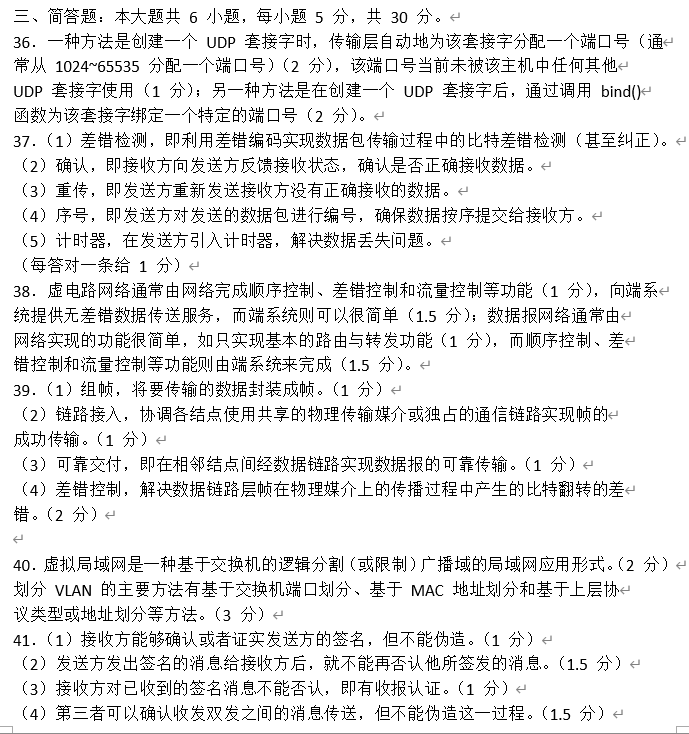 三、简答题：本大题共 6 小题，每小题 5 分，共 30 分。
36．一种方法是创建一个 UDP 套接字时，传输层自动地为该套接字分配一个端口号（通
常从 1024~65535 分配一个端口号）（2 分），该端口号当前未被该主机中任何其他
UDP 套接字使用（1 分）；另一种方法是在创建一个 UDP 套接字后，通过调用 bind()
函数为该套接字绑定一个特定的端口号（2 分）。
37.（1）差错检测，即利用差错编码实现数据包传输过程中的比特差错检测（甚至纠正）。
（2）确认，即接收方向发送方反馈接收状态，确认是否正确接收数据。
（3）重传，即发送方重新发送接收方没有正确接收的数据。
（4）序号，即发送方对发送的数据包进行编号，确保数据按序提交给接收方。
（5）计时器，在发送方引入计时器，解决数据丢失问题。
（每答对一条给 1 分）
38．虚电路网络通常由网络完成顺序控制、差错控制和流量控制等功能（1 分），向端系
统提供无差错数据传送服务，而端系统则可以很简单（1.5 分）；数据报网络通常由
网络实现的功能很简单，如只实现基本的路由与转发功能（1 分），而顺序控制、差
错控制和流量控制等功能则由端系统来完成（1.5 分）。
39.（1）组帧，将要传输的数据封装成帧。（1 分）
（2）链路接入，协调各结点使用共享的物理传输媒介或独占的通信链路实现帧的
成功传输。（1 分）
（3）可靠交付，即在相邻结点间经数据链路实现数据报的可靠传输。（1 分）
（4）差错控制，解决数据链路层帧在物理媒介上的传播过程中产生的比特翻转的差
错。（2 分）
40．虚拟局域网是一种基于交换机的逻辑分割（或限制）广播域的局域网应用形式。（2 分）
划分 VLAN 的主要方法有基于交换机端口划分、基于 MAC 地址划分和基于上层协
议类型或地址划分等方法。（3 分）
41.（1）接收方能够确认或者证实发送方的签名，但不能伪造。（1 分）
（2）发送方发出签名的消息给接收方后，就不能再否认他所签发的消息。（1.5 分）
（3）接收方对已收到的签名消息不能否认，即有收报认证。（1 分）
（4）第三者可以确认收发双发之间的消息传送，但不能伪造这一过程。（1.5 分）